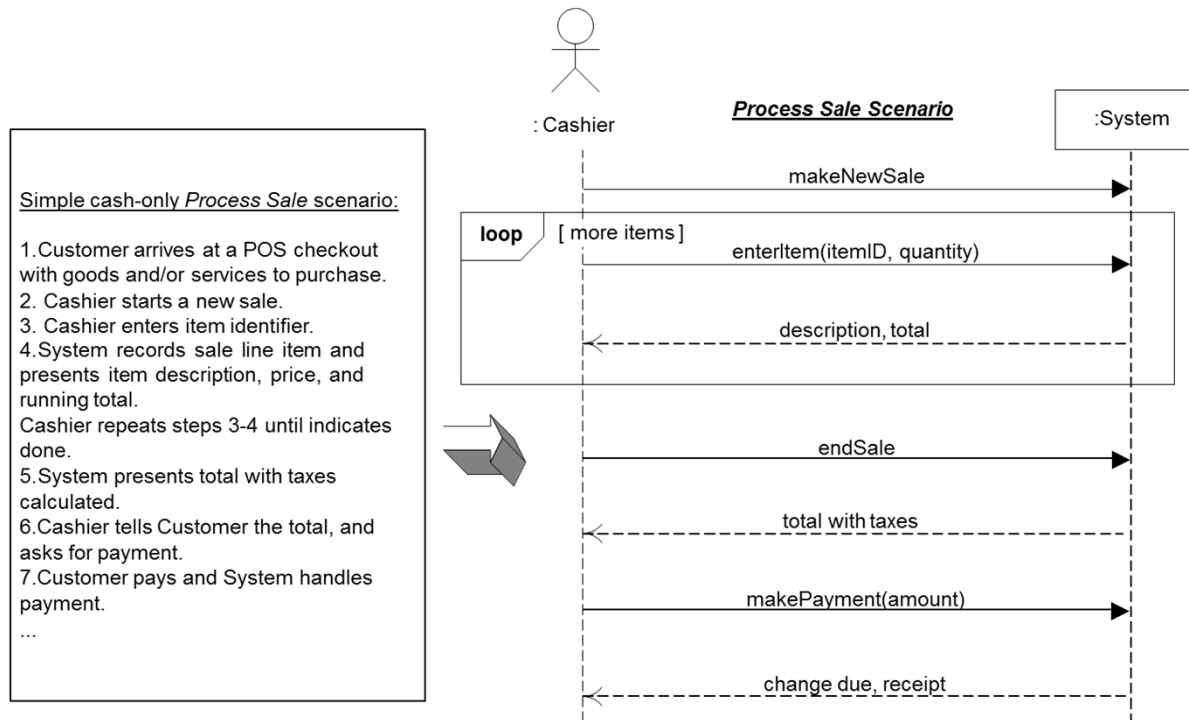 Simple cash-only Process Sale scenario:
1.Customer arrives at a POS checkout
with goods and/or services to purchase.
2. Cashier starts a new sale.
3. Cashier enters item identifier.
4.System records sale line item and
presents item description, price, and
running total.
Cashier repeats steps 3-4 until indicates
done.
5.System presents total with taxes
calculated.
6.Cashier tells Customer the total, and
asks for payment.
7.Customer pays and System handles
payment.
...
: Cashier
Process Sale Scenario
:System
makeNewSale
loop
[ more items ]
enterItem(itemID, quantity)
description, total
endSale
total with taxes
makePayment(amount)
change due, receipt